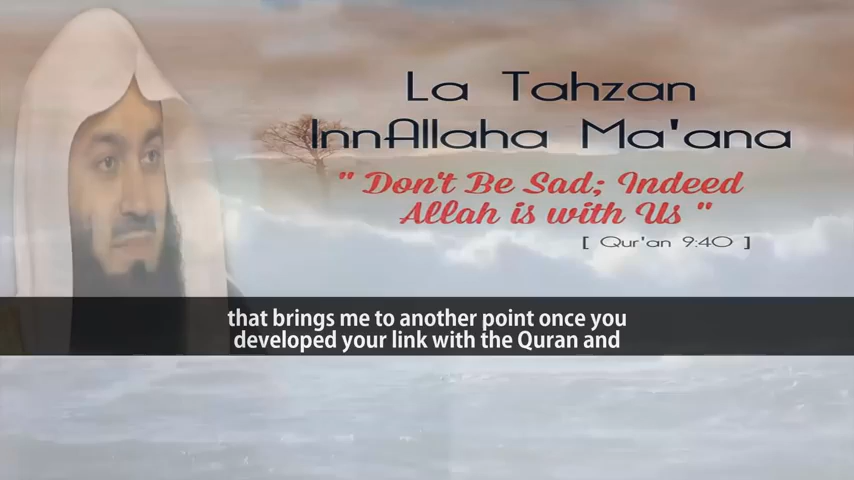 La Tahzan
InnAllaha Ma'ana
" Don't Be Sad; Indeed
Allah is with Us "
[ Qur'an 9:40 ]
that brings me to another point once you
developed your link with the Quran and